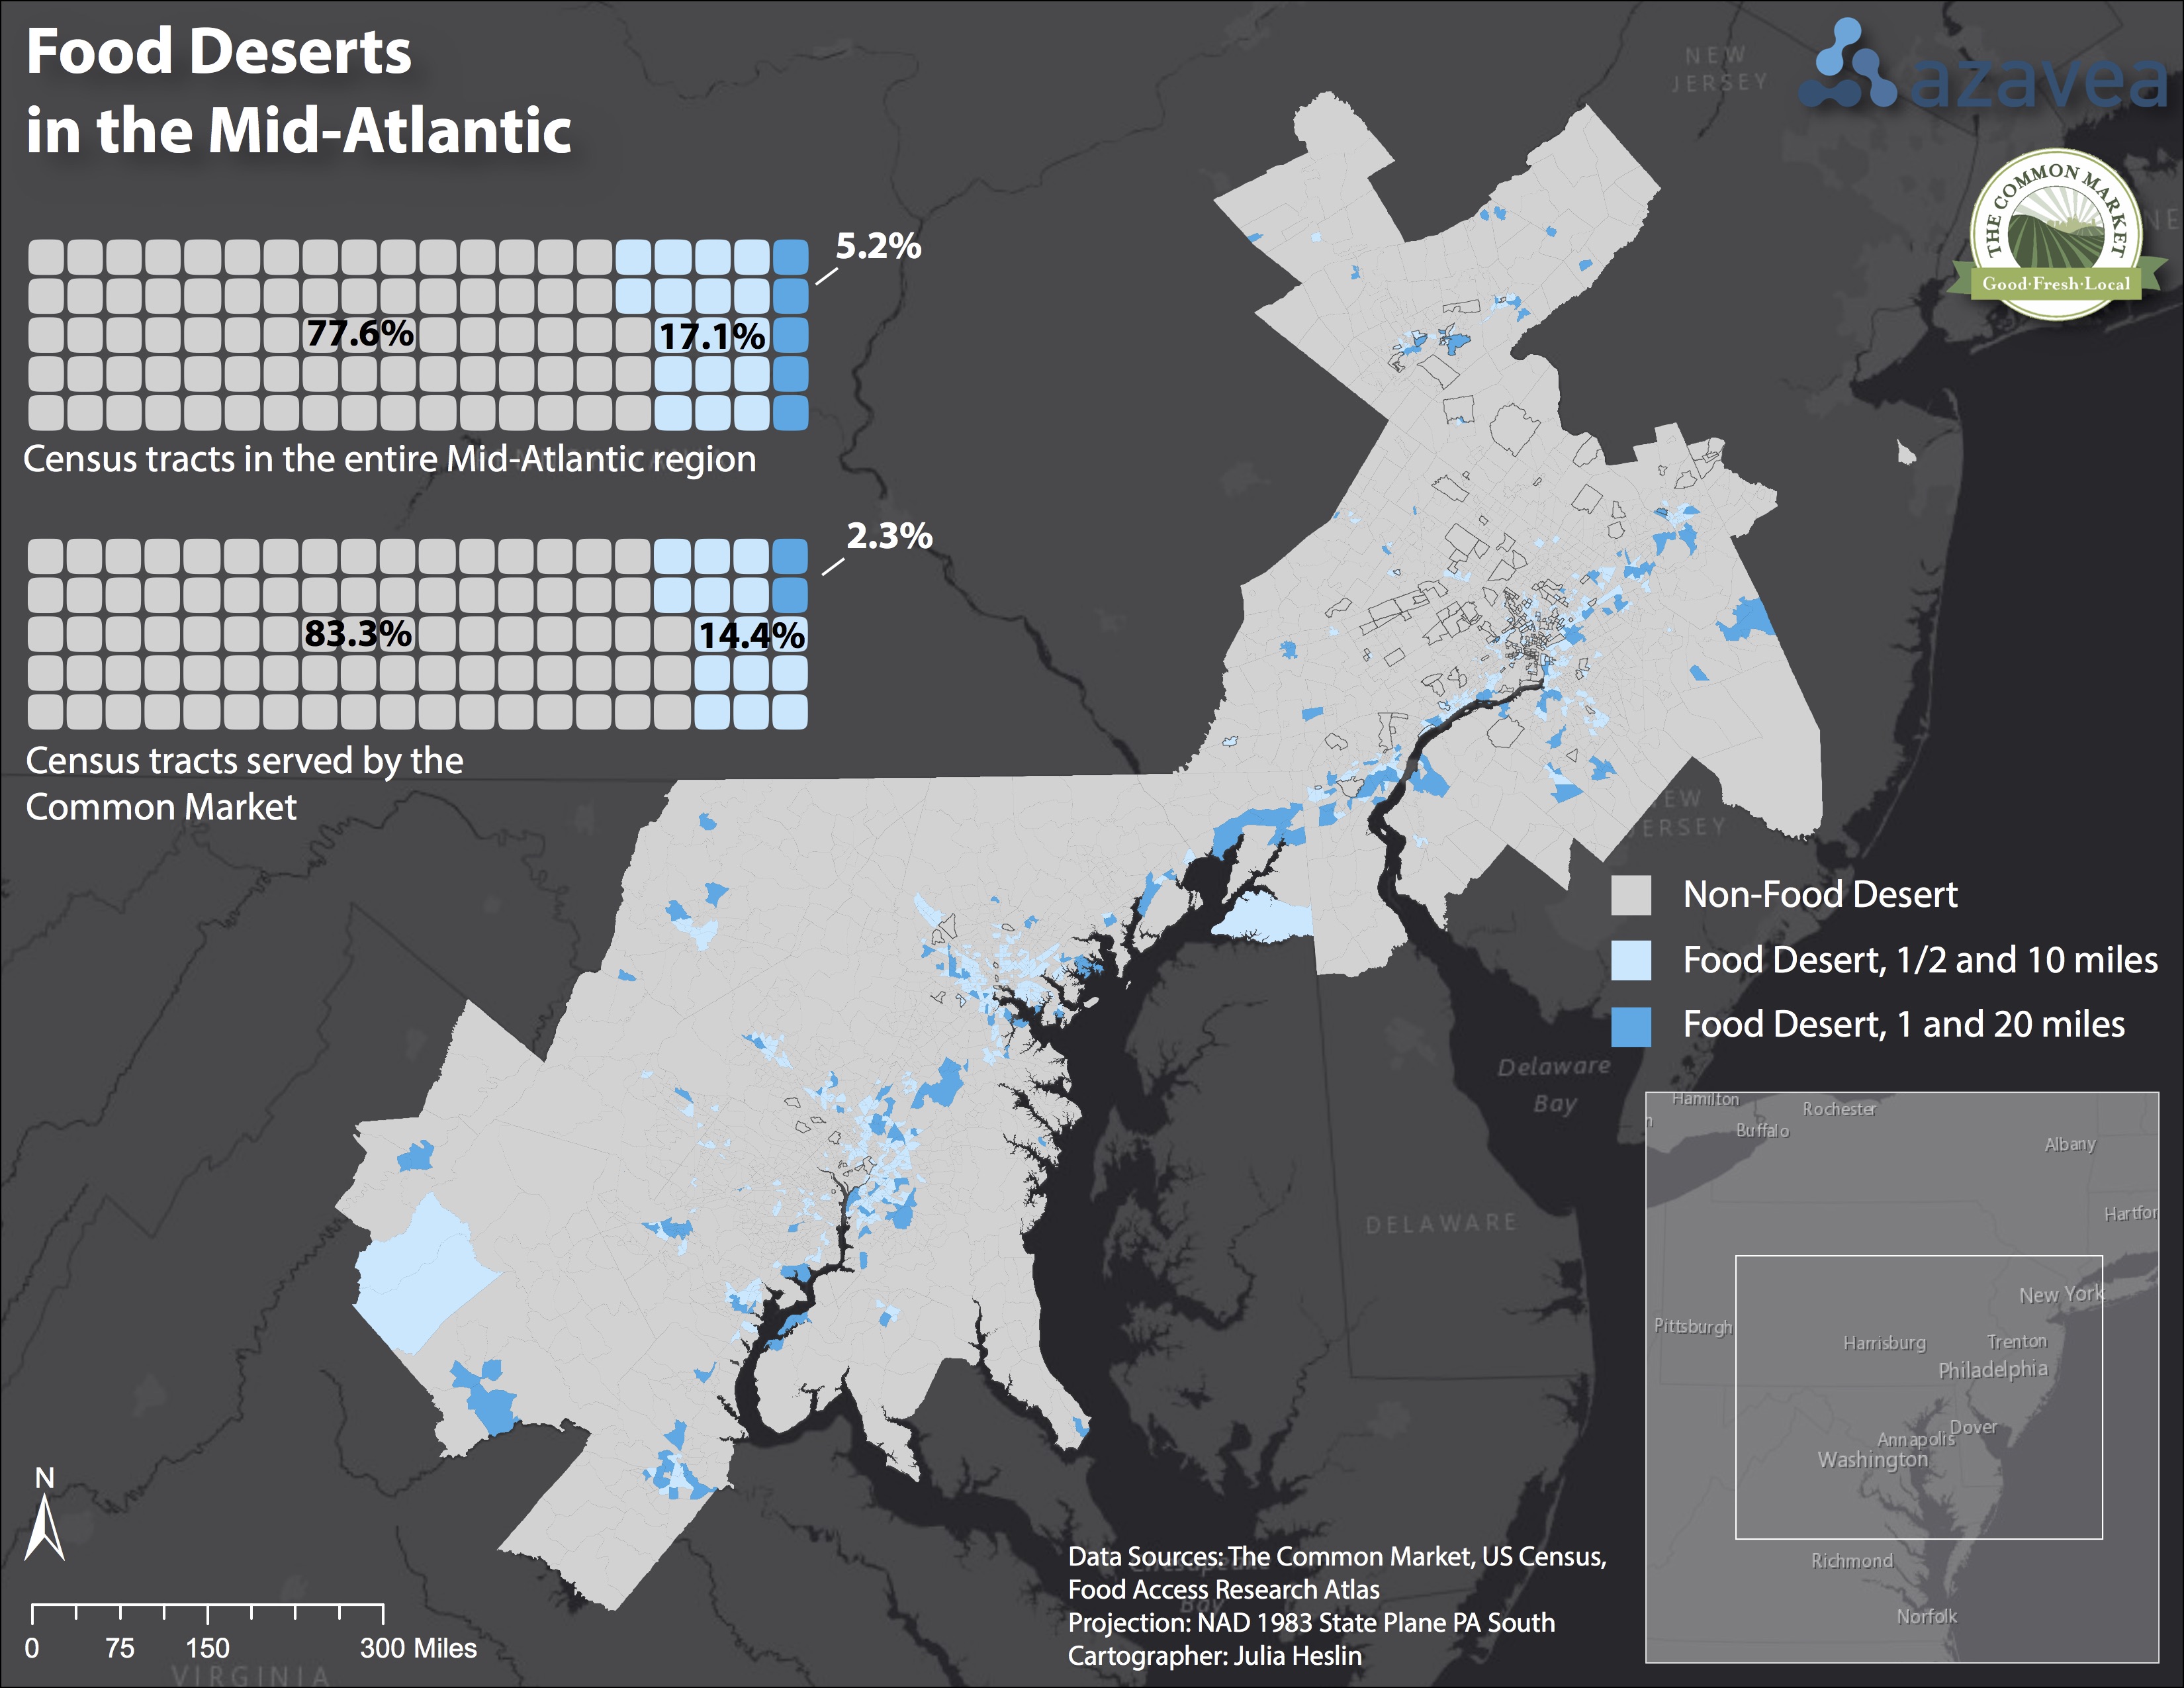 Food Deserts
in the Mid-Atlantic
NEW
JERSEY
azavea
THE COMMON MARKET
Good·Fresh·Local
5.2%
77.6%
17.1%
Census tracts in the entire Mid-Atlantic region
2.3%
83.3%
14.4%
Census tracts served by the
Common Market
NEW
JERSEY
Non-Food Desert
Food Desert, 1/2 and 10 miles
Food Desert, 1 and 20 miles
Delaware
Bay
DELAWARE
Hamilton
Rochester
Buffalo
Albany
Hartfor
New York
Pittsburgh
Harrisburg
Trenton
Philadelphia
Dover
Annapolis
Washington
Richmond
Norfolk
N
0 75 150 300 Miles
VIRGINIA
Chesapeake
Bay
Data Sources: The Common Market, US Census,
Food Access Research Atlas
Projection: NAD 1983 State Plane PA South
Cartographer: Julia Heslin